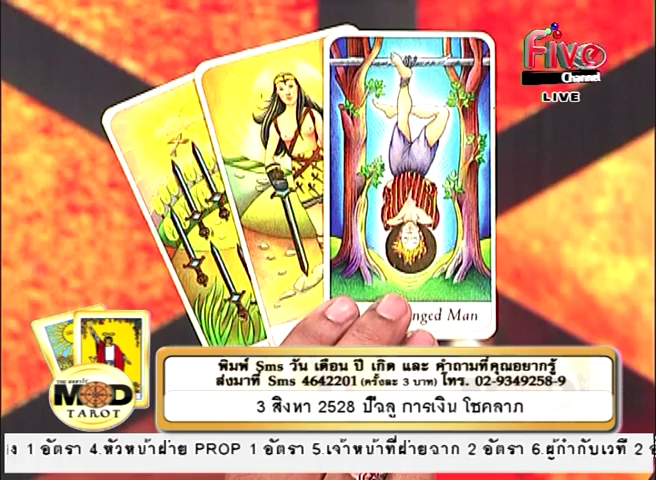 Five
Channel
LIVE
nged Man
MOD
TAROT
พิมพ์ Sms วัน เดือน ปี เกิด และ คำถามที่คุณอยากรู้
ส่งมาที่ Sms 4642201 (ครั้งละ 3 บาท) โทร. 02-9349258-9
3 สิงหา 2528 ปีฉลู การเงิน โชคลาภ
1 อัตรา 4.หัวหน้าฝ่าย PROP 1 อัตรา 5.เจ้าหน้าที่ฝ่ายฉาก 2 อัตรา 6.ผู้กำกับเวที 2